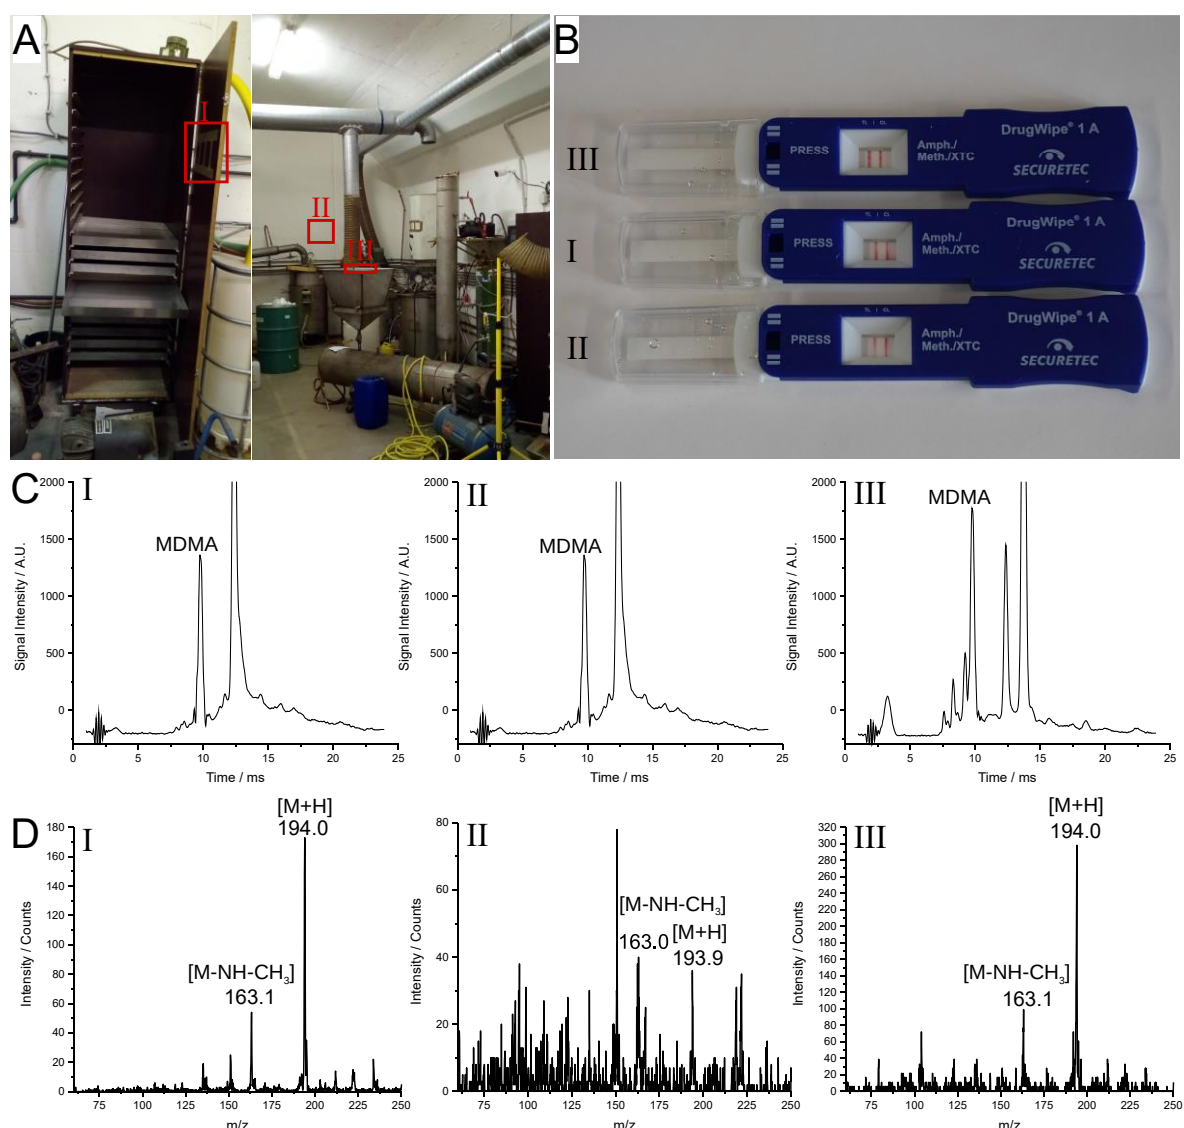 A
I
II
III
B
III
PRESS
TL | CL
Amph./
Meth./XTC
DrugWipe® 1 A
SECURETEC
I
PRESS
TL | CL
Amph./
Meth./XTC
DrugWipe® 1 A
SECURETEC
II
PRESS
TL | CL
Amph./
Meth./XTC
DrugWipe® 1 A
SECURETEC
C
I
MDMA
Signal Intensity / A.U.
2000
1500
1000
500
0
0 5 10 15 20 25
Time / ms
II
MDMA
Signal Intensity / A.U.
2000
1500
1000
500
0
0 5 10 15 20 25
Time / ms
III
MDMA
Signal Intensity / A.U.
2000
1500
1000
500
0
0 5 10 15 20 25
Time / ms
D
I
[M+H]
194.0
[M-NH-CH₃]
163.1
Intensity / Counts
180
160
140
120
100
80
60
40
20
0
75 100 125 150 175 200 225 250
m/z
II
[M-NH-CH₃]
163.0
[M+H]
193.9
Intensity / Counts
80
60
40
20
0
75 100 125 150 175 200 225 250
m/z
III
[M+H]
194.0
[M-NH-CH₃]
163.1
Intensity / Counts
320
300
280
260
240
220
200
180
160
140
120
100
80
60
40
20
0
75 100 125 150 175 200 225 250
m/z